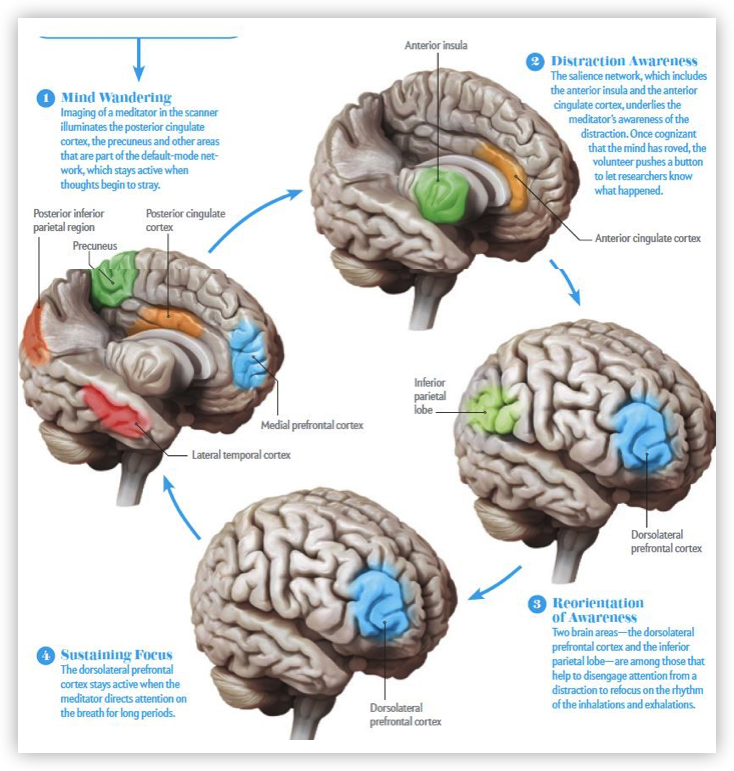 Anterior insula
2 Distraction Awareness
The salience network, which includes
the anterior insula and the anterior
cingulate cortex, underlies the
meditator's awareness of the
distraction. Once cognizant
that the mind has roved, the
volunteer pushes a button
to let researchers know
what happened.
Anterior cingulate cortex
1 Mind Wandering
Imaging of a meditator in the scanner
illuminates the posterior cingulate
cortex, the precuneus and other areas
that are part of the default-mode net-
work, which stays active when
thoughts begin to stray.
Posterior inferior
parietal region
Precuneus
Posterior cingulate
cortex
Medial prefrontal cortex
Lateral temporal cortex
Inferior
parietal
lobe
Dorsolateral
prefrontal cortex
3 Reorientation
of Awareness
Two brain areas—the dorsolateral
prefrontal cortex and the inferior
parietal lobe—are among those that
help to disengage attention from a
distraction to refocus on the rhythm
of the inhalations and exhalations.
4 Sustaining Focus
The dorsolateral prefrontal
cortex stays active when the
meditator directs attention on
the breath for long periods.
Dorsolateral
prefrontal cortex